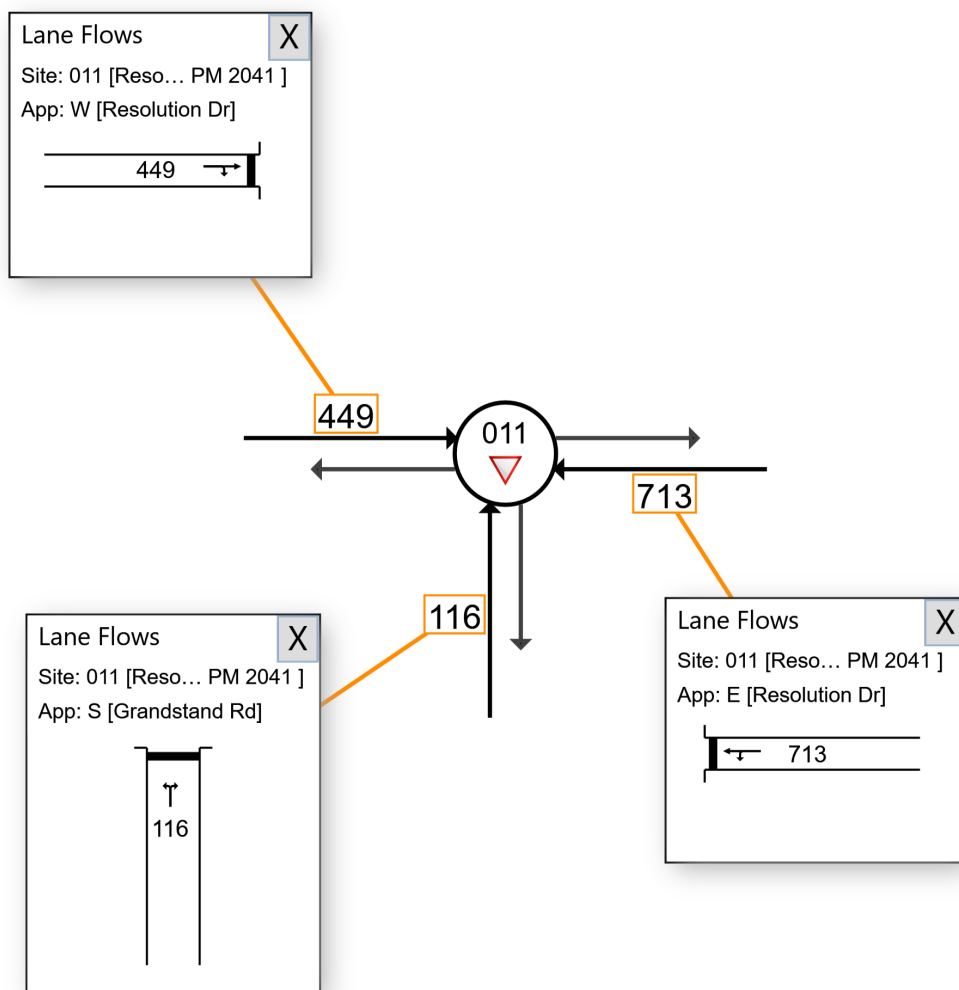 Lane Flows
X
Site: 011 [Reso... PM 2041 ]
App: W [Resolution Dr]
449
449
011
713
116
Lane Flows
X
Site: 011 [Reso... PM 2041 ]
App: S [Grandstand Rd]
116
Lane Flows
X
Site: 011 [Reso... PM 2041 ]
App: E [Resolution Dr]
713